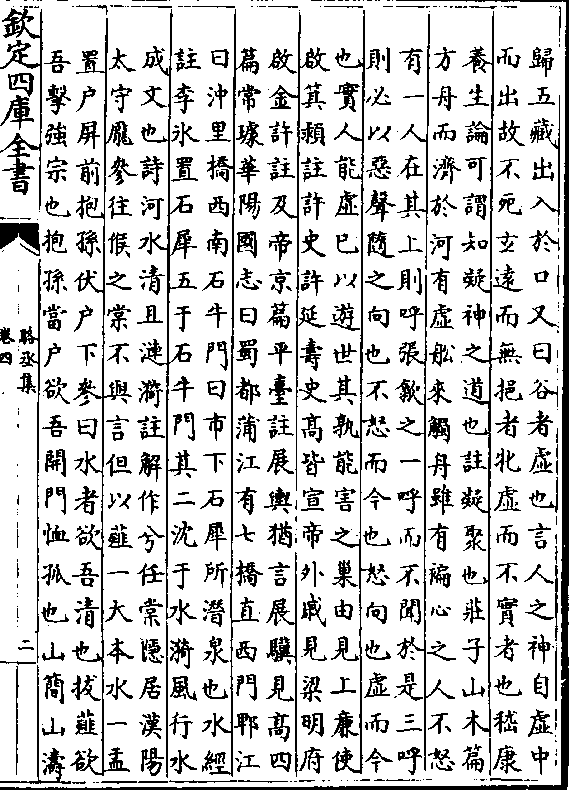 歸五藏出入於口又曰谷者虛也言人之神自虛中
而出故不死玄遠而無挹者牝虛而不實者也嵇康
養生論可謂知凝神之道也註凝聚也莊子山木篇
方舟而濟於河有虛船來觸舟雖有褊心之人不怒
有一人在其上則呼張歙之一呼而不聞於是三呼
則必以惡聲隨之向也不怒而今也怒向也虛而今
也實人能虛已以遊世其孰能害之巢由見上亷使
啟箕頼註許史許延壽史髙皆宣帝外戚見梁明府
啟金許註及帝京篇平臺註展輿猶言展驥見髙四
篇常璩華陽國志曰蜀都蒲江有七橋直西門郫江
曰沖里橋西南石牛門曰市下石犀所潛泉也水經
註李氷置石犀五于石牛門其二沈于水漪風行水
成文也詩河水清且漣漪註解作兮任棠隱居漢陽
太守龐參往候之棠不與言但以薤一大本水一盂
置户屏前抱孫伏户下參曰水者欲吾清也拔薤欲
吾擊強宗也抱孫當户欲吾開門恤孤也山簡山濤
欽定四庫全書
駱丞集
卷四
二